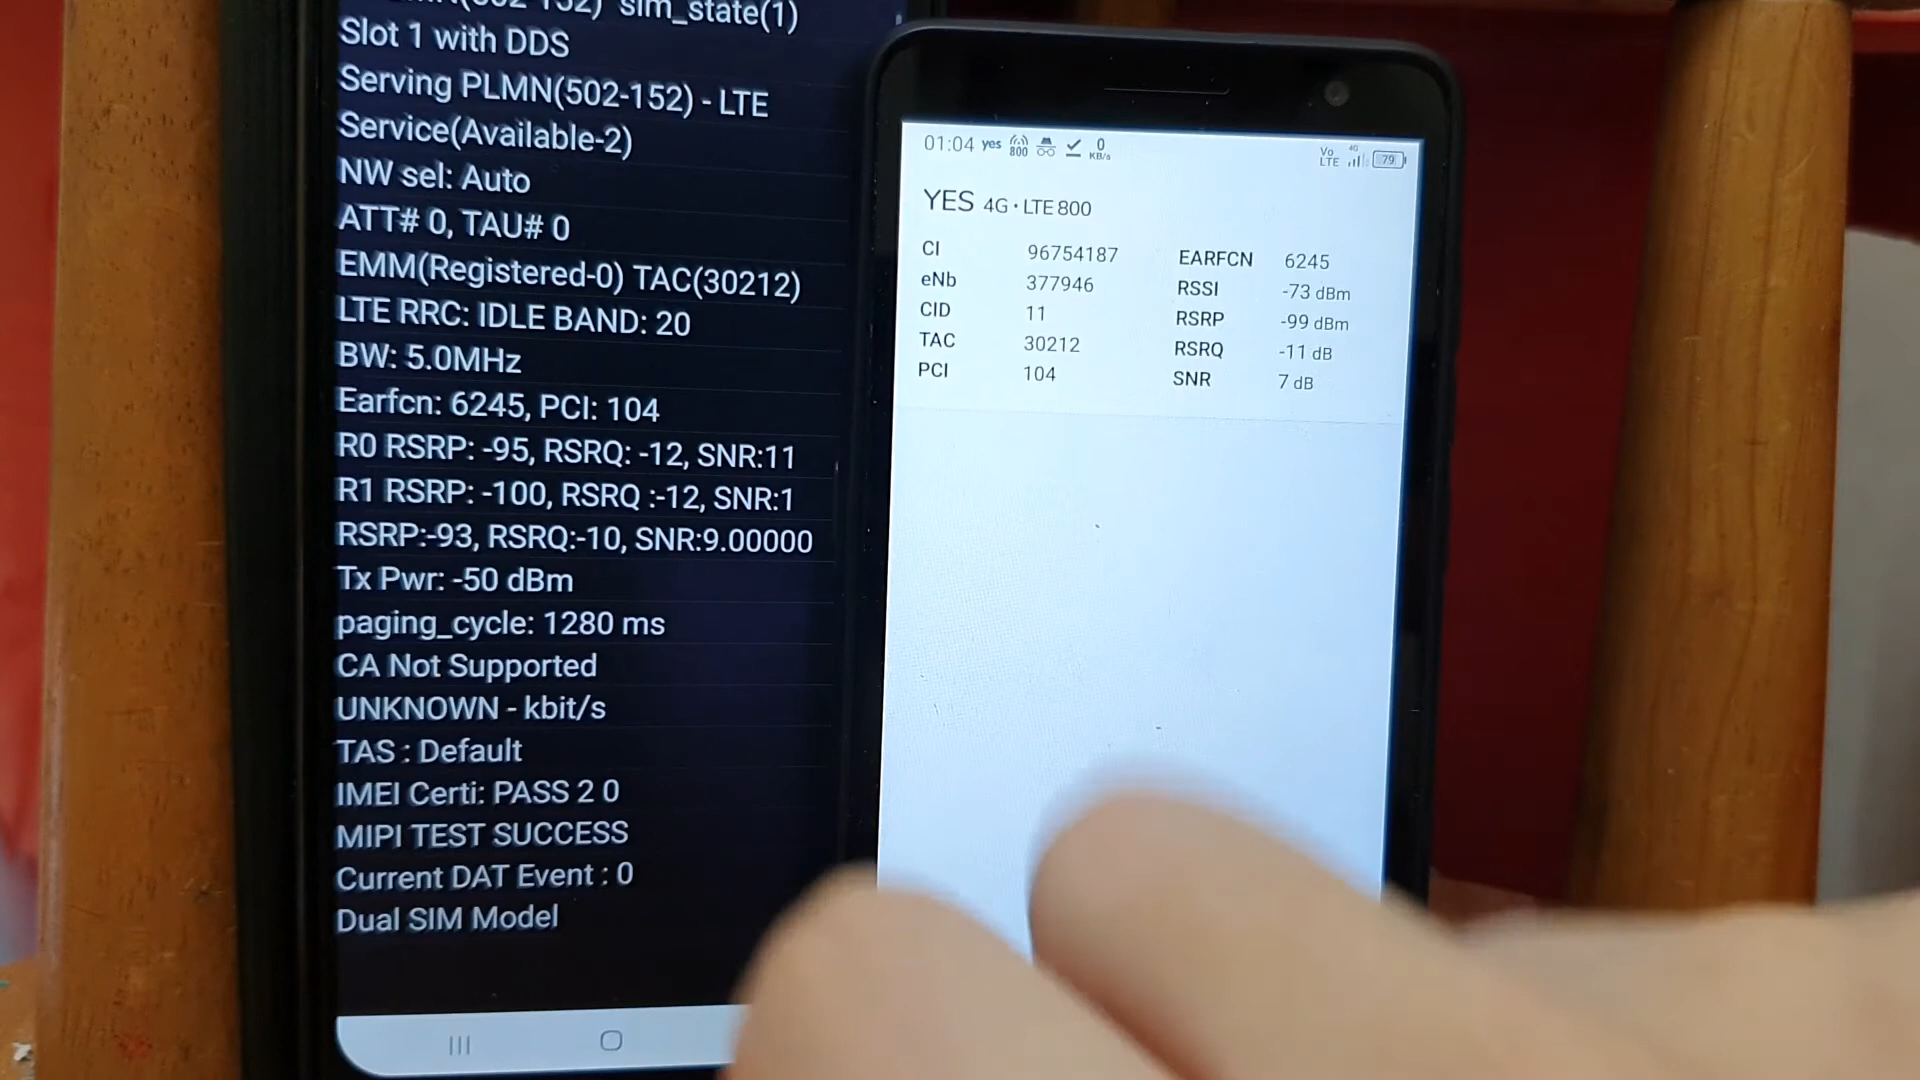 sim_state(1)
Slot 1 with DDS
Serving PLMN(502-152) - LTE
Service(Available-2)
NW sel: Auto
ATT# 0, TAU# 0
EMM(Registered-0) TAC(30212)
LTE RRC: IDLE BAND: 20
BW: 5.0MHz
Earfcn: 6245, PCI: 104
R0 RSRP: -95, RSRQ: -12, SNR:11
R1 RSRP: -100, RSRQ :-12, SNR:1
RSRP:-93, RSRQ:-10, SNR:9.00000
Tx Pwr: -50 dBm
paging_cycle: 1280 ms
CA Not Supported
UNKNOWN - kbit/s
TAS : Default
IMEI Certi: PASS 2 0
MIPI TEST SUCCESS
Current DAT Event : 0
Dual SIM Model
01:04 yes 800 0 KB/s Vo LTE 4G 79
YES 4G • LTE 800
CI 96754187 EARFCN 6245
eNb 377946 RSSI -73 dBm
CID 11 RSRP -99 dBm
TAC 30212 RSRQ -11 dB
PCI 104 SNR 7 dB